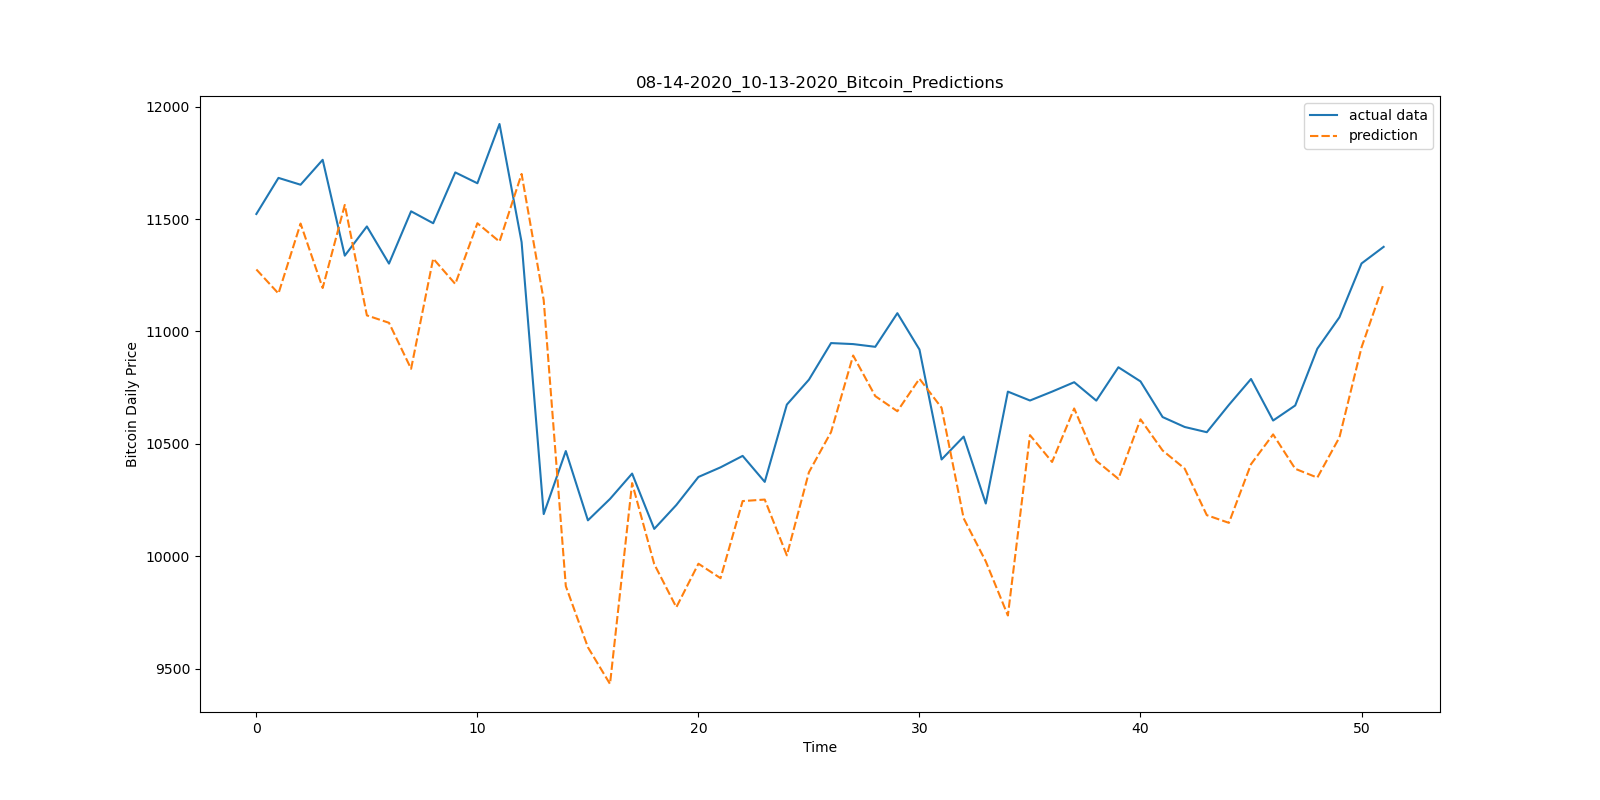 08-14-2020_10-13-2020_Bitcoin_Predictions
actual data
prediction
Bitcoin Daily Price
12000
11500
11000
10500
10000
9500
0 10 20 30 40 50
Time